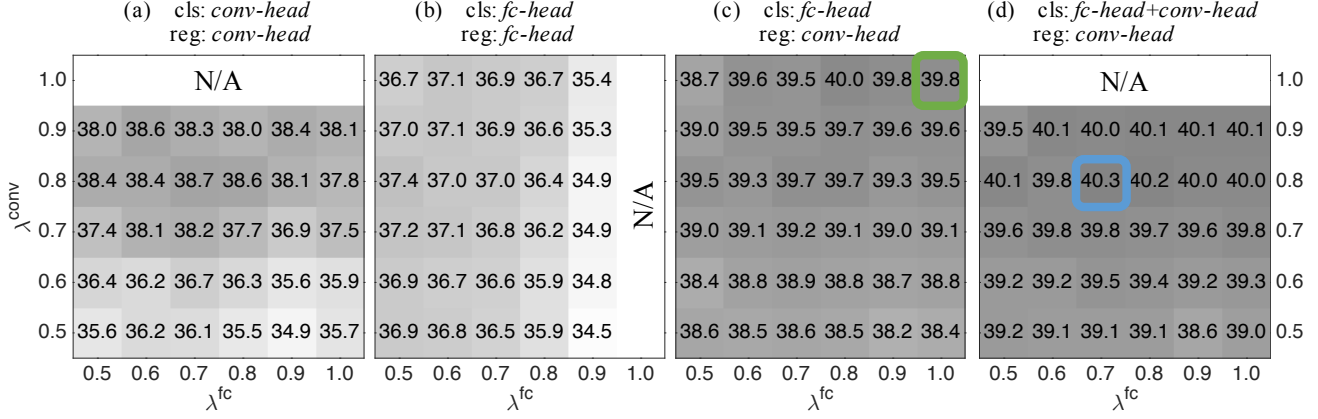 (a) cls: conv-head (b) cls: fc-head (c) cls: fc-head (d) cls: fc-head+conv-head
reg: conv-head reg: fc-head reg: conv-head reg: conv-head
N/A 36.7 37.1 36.9 36.7 35.4 38.7 39.6 39.5 40.0 39.8 39.8 N/A 1.0
1.0
0.9 38.0 38.6 38.3 38.0 38.4 38.1 37.0 37.1 36.9 36.6 35.3 39.0 39.5 39.5 39.7 39.6 39.6 39.5 40.1 40.0 40.1 40.1 40.1 0.9
0.8 38.4 38.4 38.7 38.6 38.1 37.8 37.4 37.0 37.0 36.4 34.9 39.5 39.3 39.7 39.7 39.3 39.5 40.1 39.8 40.3 40.2 40.0 40.0 0.8
λconv
N/A
0.7 37.4 38.1 38.2 37.7 36.9 37.5 37.2 37.1 36.8 36.2 34.9 39.0 39.1 39.2 39.1 39.0 39.1 39.6 39.8 39.8 39.7 39.6 39.8 0.7
0.6 36.4 36.2 36.7 36.3 35.6 35.9 36.9 36.7 36.6 35.9 34.8 38.4 38.8 38.9 38.8 38.7 38.8 39.2 39.2 39.5 39.4 39.2 39.3 0.6
0.5 35.6 36.2 36.1 35.5 34.9 35.7 36.9 36.8 36.5 35.9 34.5 38.6 38.5 38.6 38.5 38.2 38.4 39.2 39.1 39.1 39.1 38.6 39.0 0.5
0.5 0.6 0.7 0.8 0.9 1.0 0.5 0.6 0.7 0.8 0.9 1.0 0.5 0.6 0.7 0.8 0.9 1.0 0.5 0.6 0.7 0.8 0.9 1.0
λfc λfc λfc λfc